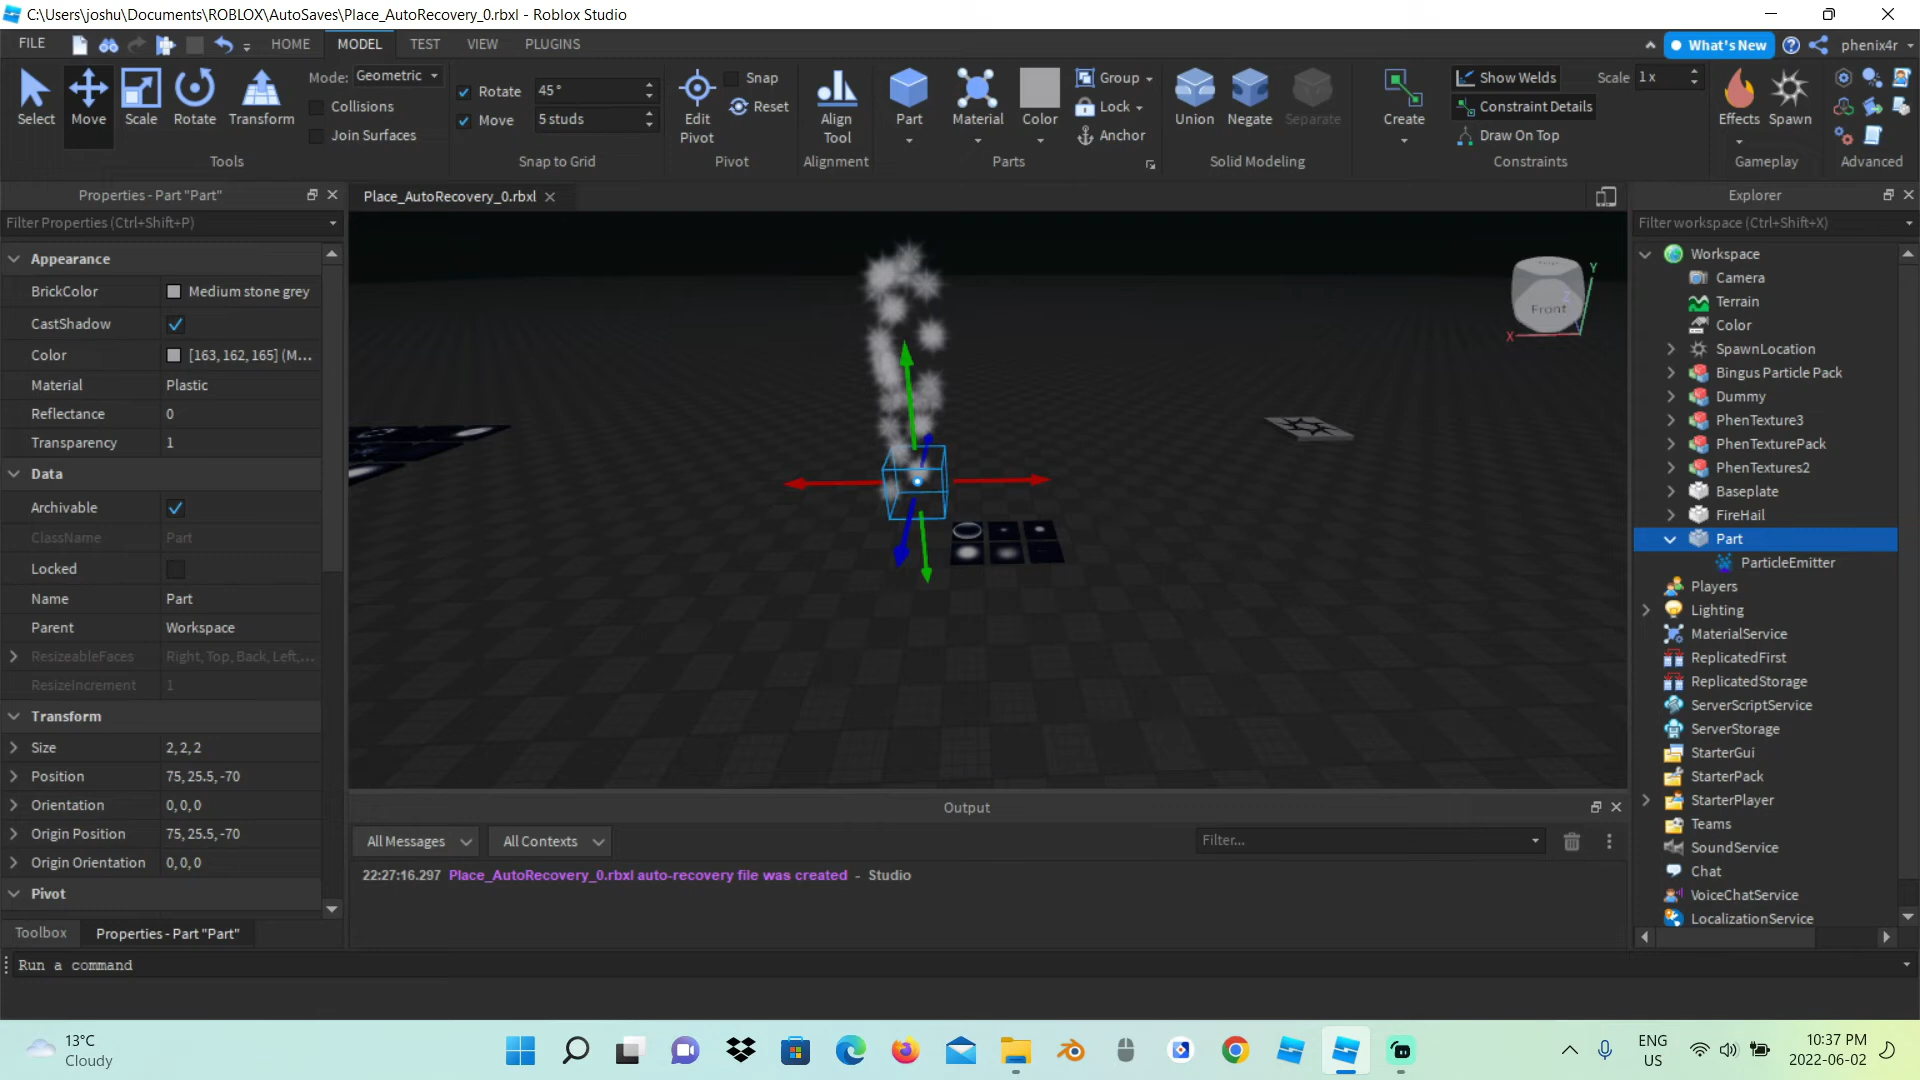 C:\Users\joshu\Documents\ROBLOX\AutoSaves\Place_AutoRecovery_0.rbxl - Roblox Studio
FILE HOME MODEL TEST VIEW PLUGINS What's New phenix4r
Mode: Geometric Rotate 45° Snap Group Show Welds Scale 1 x
Collisions Move 5 studs Reset Lock Constraint Details
Join Surfaces Anchor Draw On Top
Select Move Scale Rotate Transform Edit Pivot Align Tool Part Material Color Union Negate Separate Create Effects Spawn
Tools Snap to Grid Pivot Alignment Parts Solid Modeling Constraints Gameplay Advanced
Properties - Part "Part"
Filter Properties (Ctrl+Shift+P)
Appearance
BrickColor Medium stone grey
CastShadow
Color [163, 162, 165] (M...
Material Plastic
Reflectance 0
Transparency 1
Data
Archivable
ClassName Part
Locked
Name Part
Parent Workspace
ResizeableFaces Right, Top, Back, Left,...
ResizeIncrement 1
Transform
Size 2, 2, 2
Position 75, 25.5, -70
Orientation 0, 0, 0
Origin Position 75, 25.5, -70
Origin Orientation 0, 0, 0
Pivot
Toolbox Properties - Part "Part"
Place_AutoRecovery_0.rbxl
Front
X
Y
Z
Output
All Messages All Contexts Filter...
22:27:16.297 Place_AutoRecovery_0.rbxl auto-recovery file was created - Studio
Explorer
Filter workspace (Ctrl+Shift+X)
Workspace
Camera
Terrain
Color
SpawnLocation
Bingus Particle Pack
Dummy
PhenTexture3
PhenTexturePack
PhenTextures2
Baseplate
FireHail
Part
ParticleEmitter
Players
Lighting
MaterialService
ReplicatedFirst
ReplicatedStorage
ServerScriptService
ServerStorage
StarterGui
StarterPack
StarterPlayer
Teams
SoundService
Chat
VoiceChatService
LocalizationService
Run a command
13°C
Cloudy
ENG
US
10:37 PM
2022-06-02